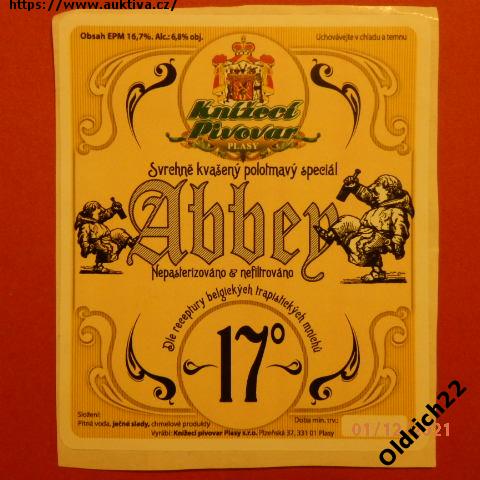 https://www.auktiva.cz/
Obsah EPM 16,7%. Alc.: 6,8% obj.
Uchovávejte v chladu a temnu
Knížecí
Pivovar
PLASY
Svrchně kvašený polotmavý speciál
Abbey
Nepasterizováno & nefiltrováno
Dle receptury belgických trapistických mnichů
17°
Složení:
Pitná voda, ječné slady, chmelové produkty
Doba min. trv.:
Vyrábí: Knížecí pivovar Plasy s.r.o. Plzeňská 37, 331 01 Plasy
Oldrich22